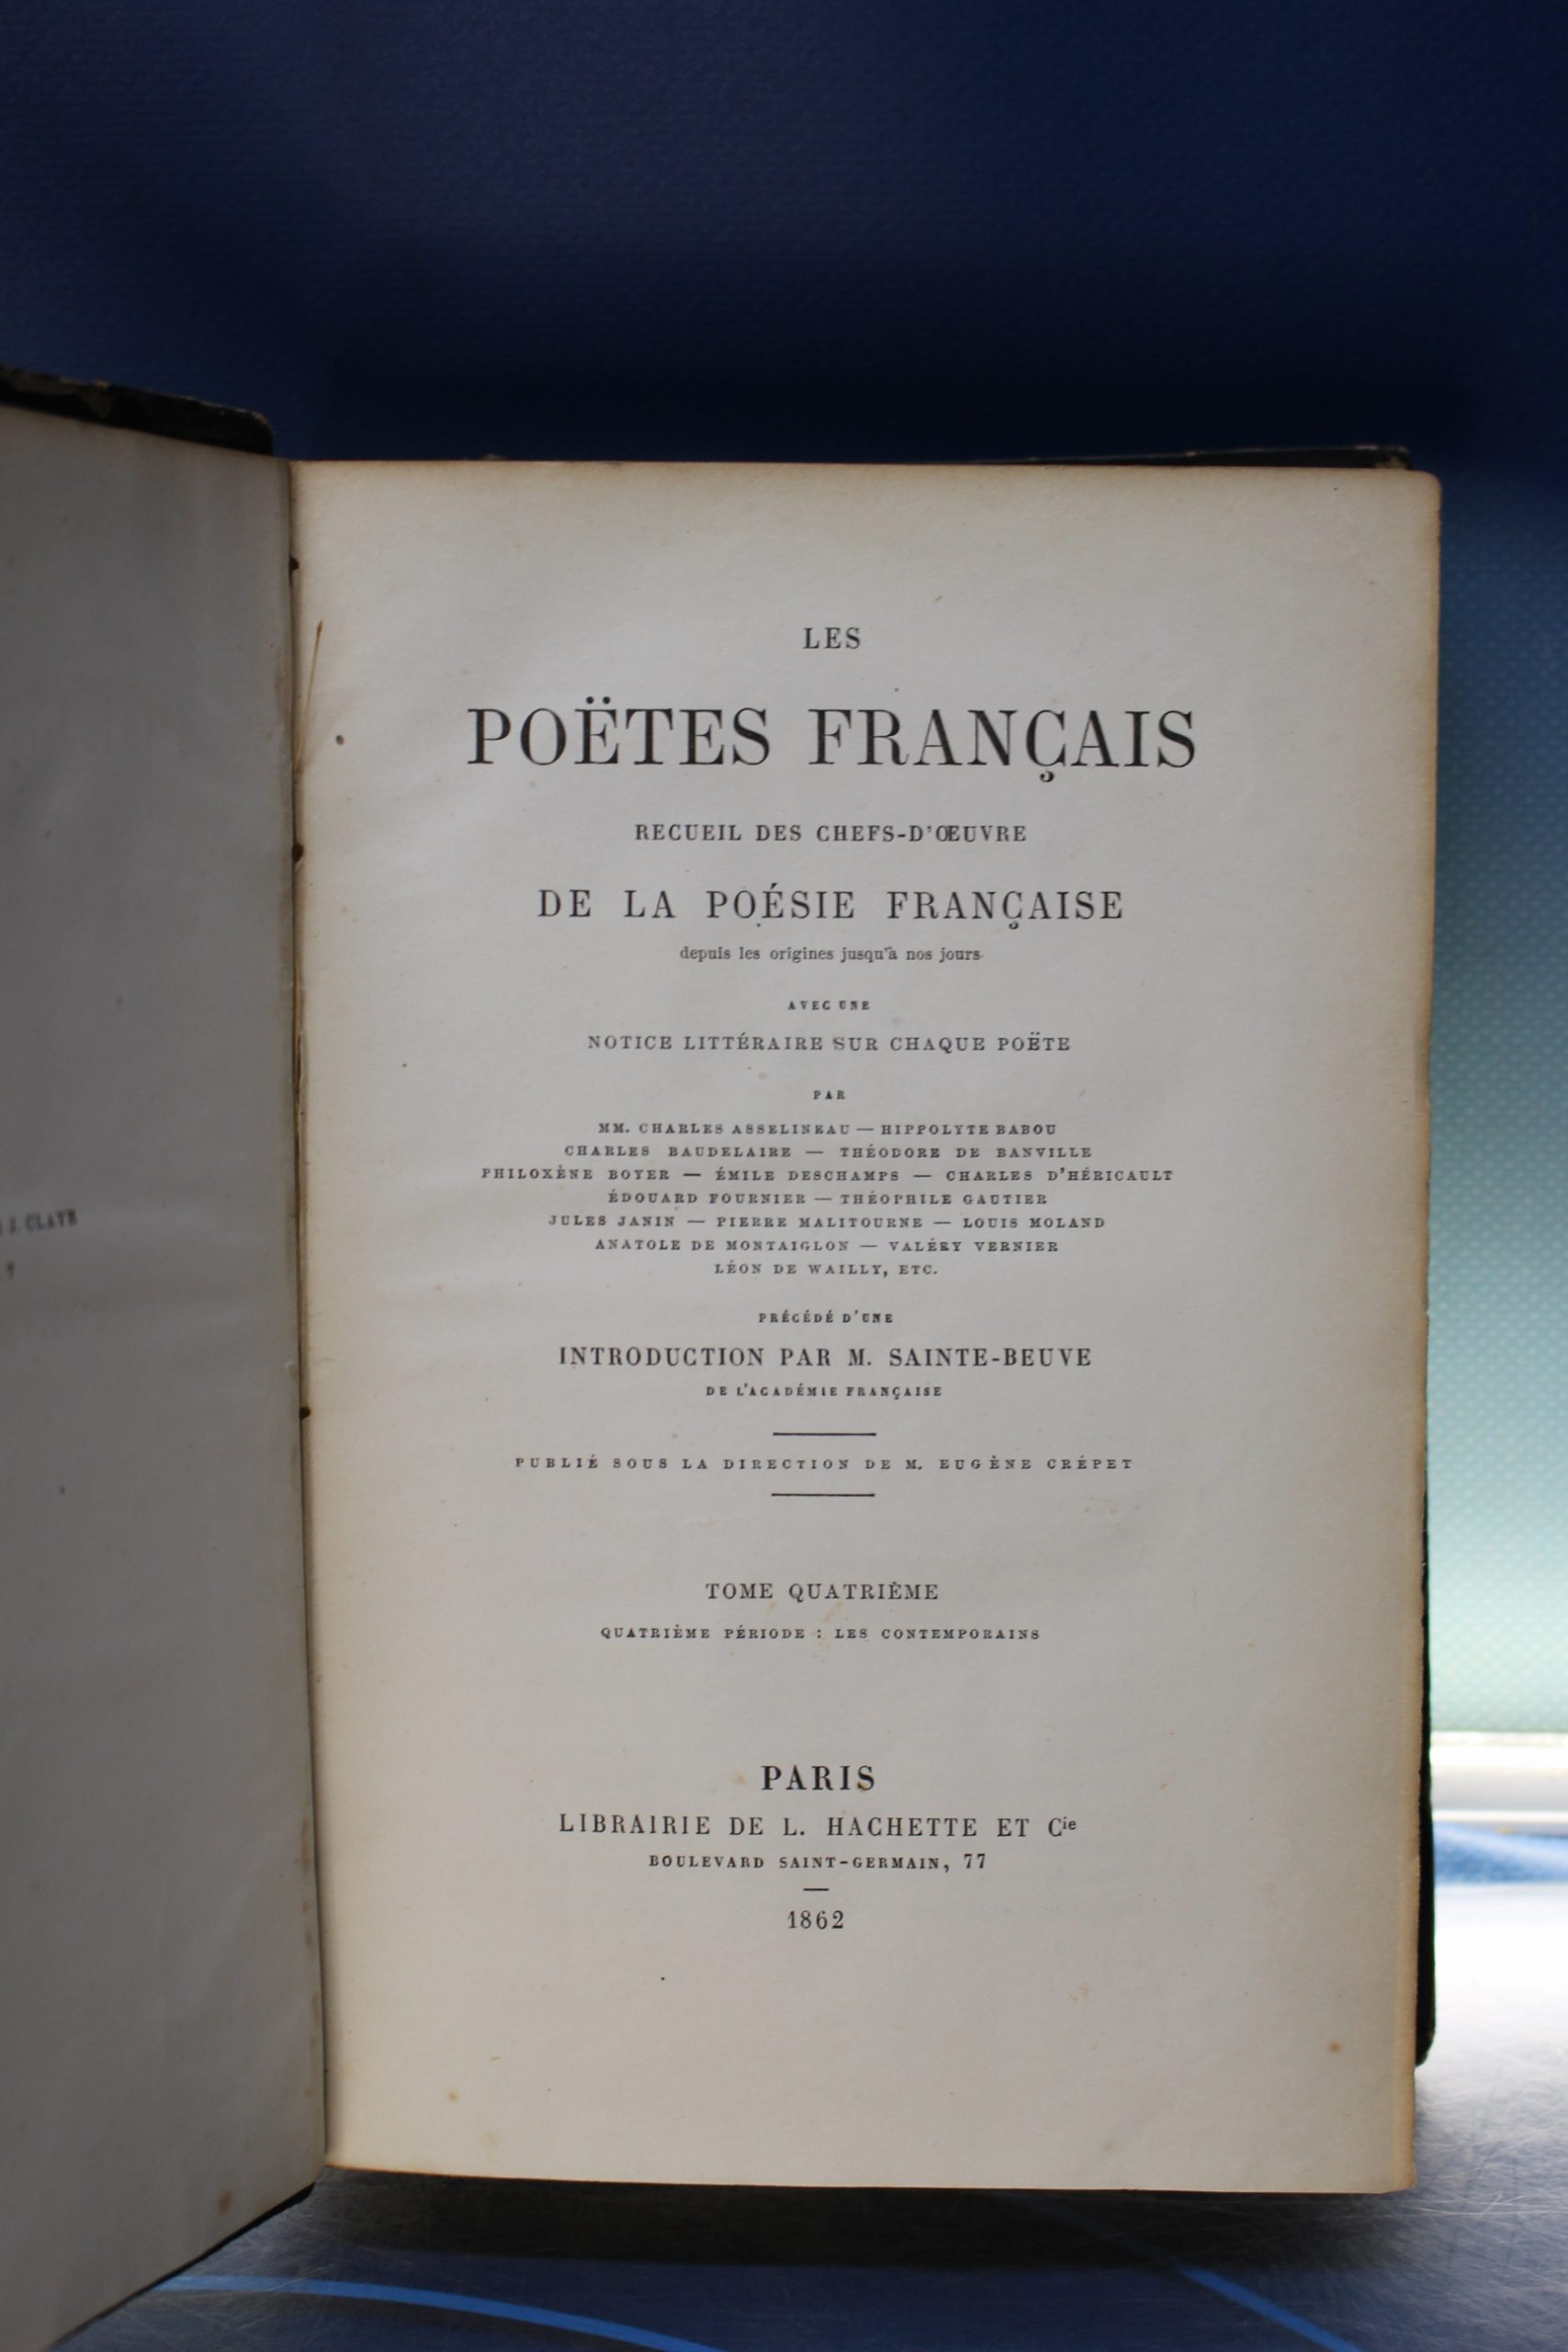 J. CLAYE
LES
POËTES FRANÇAIS
RECUEIL DES CHEFS-D'ŒUVRE
DE LA POÉSIE FRANÇAISE
depuis les origines jusqu'à nos jours
AVEC UNE
NOTICE LITTÉRAIRE SUR CHAQUE POËTE
PAR
MM. CHARLES ASSELINEAU — HIPPOLYTE BABOU
CHARLES BAUDELAIRE — THÉODORE DE BANVILLE
PHILOXÈNE BOYER — ÉMILE DESCHAMPS — CHARLES D'HÉRICAULT
ÉDOUARD FOURNIER — THÉOPHILE GAUTIER
JULES JANIN — PIERRE MALITOURNE — LOUIS MOLAND
ANATOLE DE MONTAIGLON — VALÉRY VERNIER
LÉON DE WAILLY, ETC.
PRÉCÉDÉ D'UNE
INTRODUCTION PAR M. SAINTE-BEUVE
DE L'ACADÉMIE FRANÇAISE
PUBLIÉ SOUS LA DIRECTION DE M. EUGÈNE CRÉPET
TOME QUATRIÈME
QUATRIÈME PÉRIODE : LES CONTEMPORAINS
PARIS
LIBRAIRIE DE L. HACHETTE ET Cie
BOULEVARD SAINT-GERMAIN, 77
1862